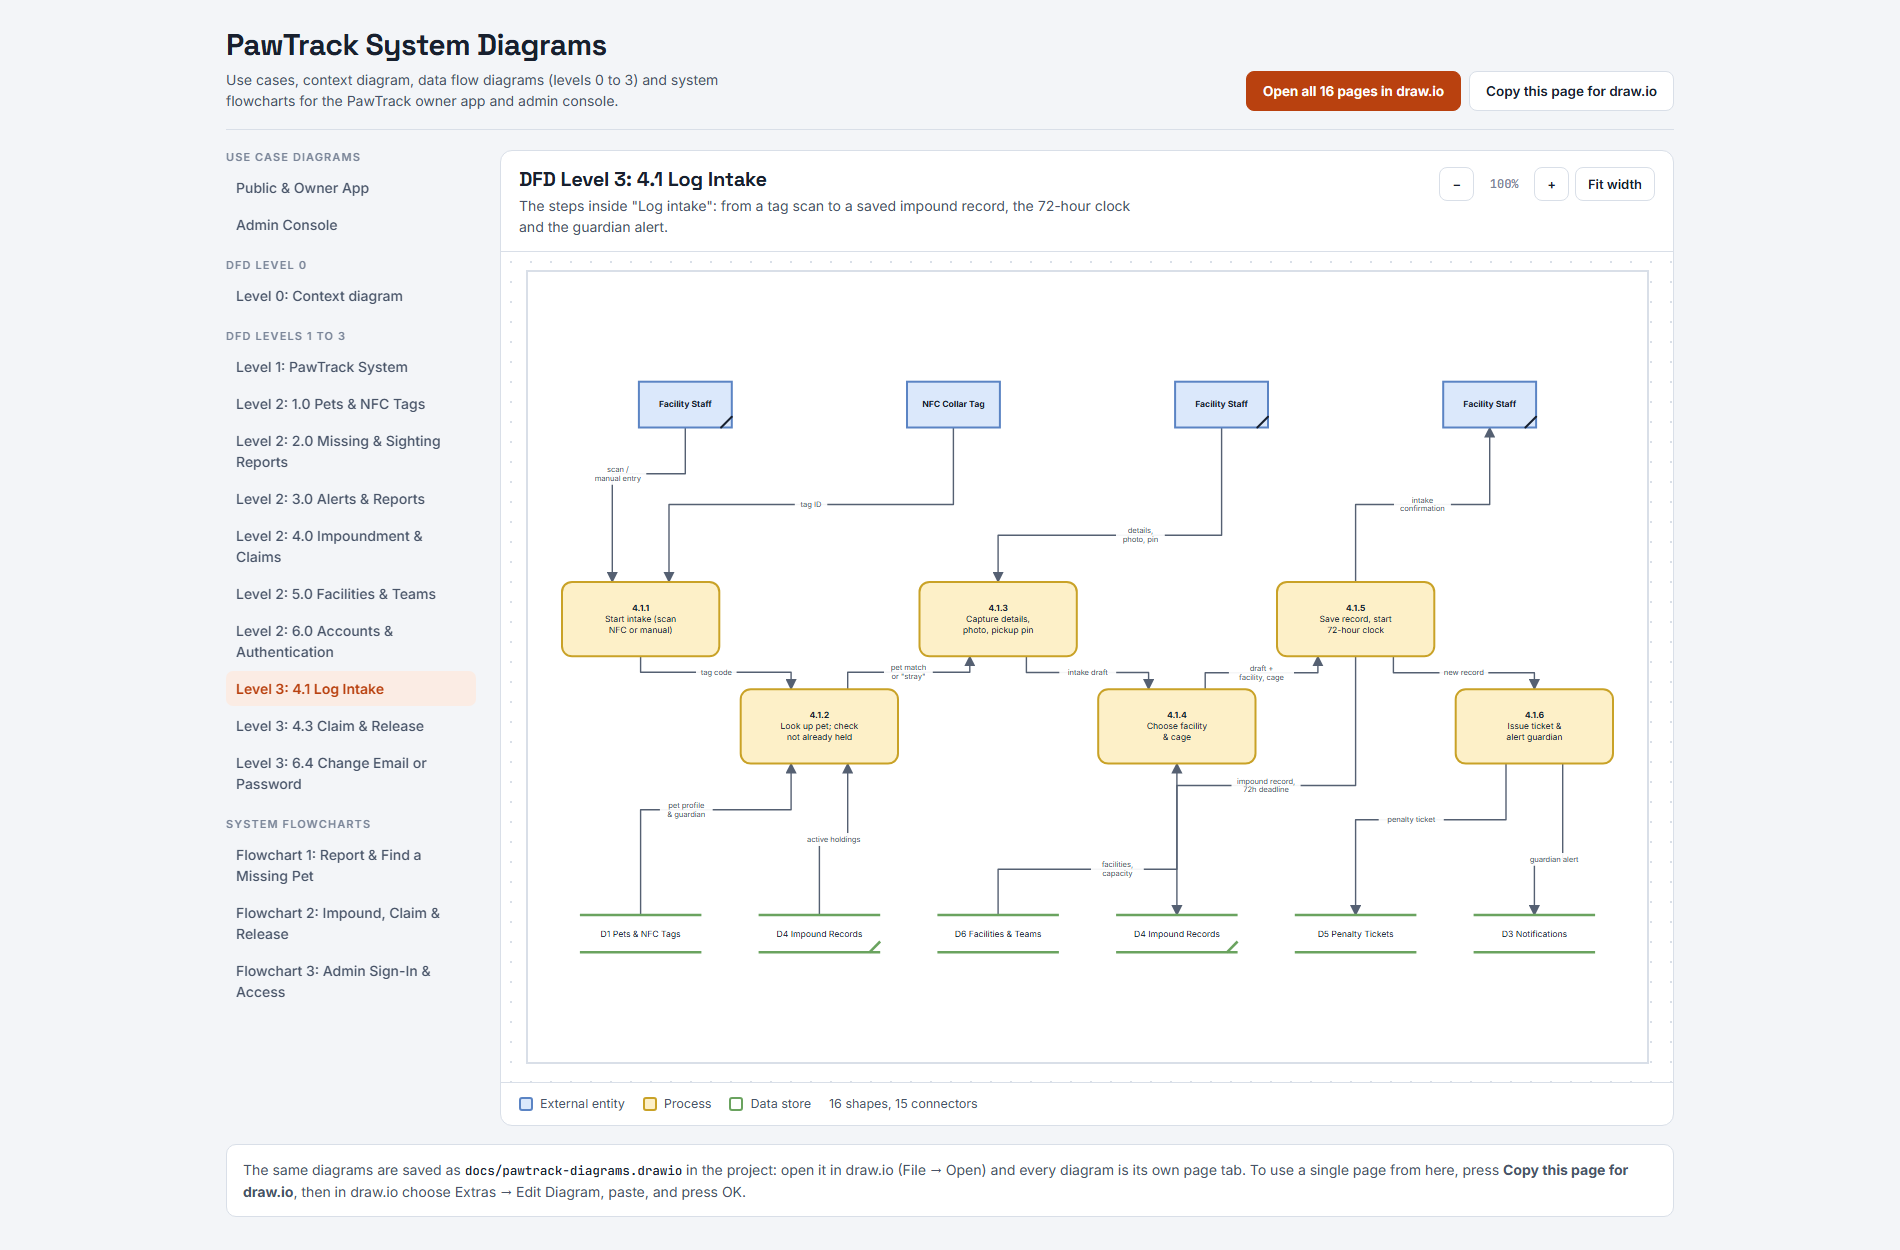 PawTrack System Diagrams
Use cases, context diagram, data flow diagrams (levels 0 to 3) and system
flowcharts for the PawTrack owner app and admin console.
Open all 16 pages in draw.io
Copy this page for draw.io
USE CASE DIAGRAMS
Public & Owner App
Admin Console
DFD LEVEL 0
Level 0: Context diagram
DFD LEVELS 1 TO 3
Level 1: PawTrack System
Level 2: 1.0 Pets & NFC Tags
Level 2: 2.0 Missing & Sighting
Reports
Level 2: 3.0 Alerts & Reports
Level 2: 4.0 Impoundment &
Claims
Level 2: 5.0 Facilities & Teams
Level 2: 6.0 Accounts &
Authentication
Level 3: 4.1 Log Intake
Level 3: 4.3 Claim & Release
Level 3: 6.4 Change Email or
Password
SYSTEM FLOWCHARTS
Flowchart 1: Report & Find a
Missing Pet
Flowchart 2: Impound, Claim &
Release
Flowchart 3: Admin Sign-In &
Access
DFD Level 3: 4.1 Log Intake
The steps inside "Log intake": from a tag scan to a saved impound record, the 72-hour clock
and the guardian alert.
−
100%
+
Fit width
Facility Staff
NFC Collar Tag
Facility Staff
Facility Staff
scan /
manual entry
tag ID
details,
photo, pin
intake
confirmation
4.1.1
Start intake (scan
NFC or manual)
4.1.3
Capture details,
photo, pickup pin
4.1.5
Save record, start
72-hour clock
tag code
pet match
or "stray"
intake draft
draft +
facility, cage
new record
4.1.2
Look up pet; check
not already held
4.1.4
Choose facility
& cage
4.1.6
Issue ticket &
alert guardian
pet profile
& guardian
active holdings
impound record,
72h deadline
facilities,
capacity
penalty ticket
guardian alert
D1 Pets & NFC Tags
D4 Impound Records
D6 Facilities & Teams
D4 Impound Records
D5 Penalty Tickets
D3 Notifications
External entity
Process
Data store
16 shapes, 15 connectors
The same diagrams are saved as docs/pawtrack-diagrams.drawio in the project: open it in draw.io (File → Open) and every diagram is its own page tab. To use a single page from here, press Copy this page for
draw.io, then in draw.io choose Extras → Edit Diagram, paste, and press OK.